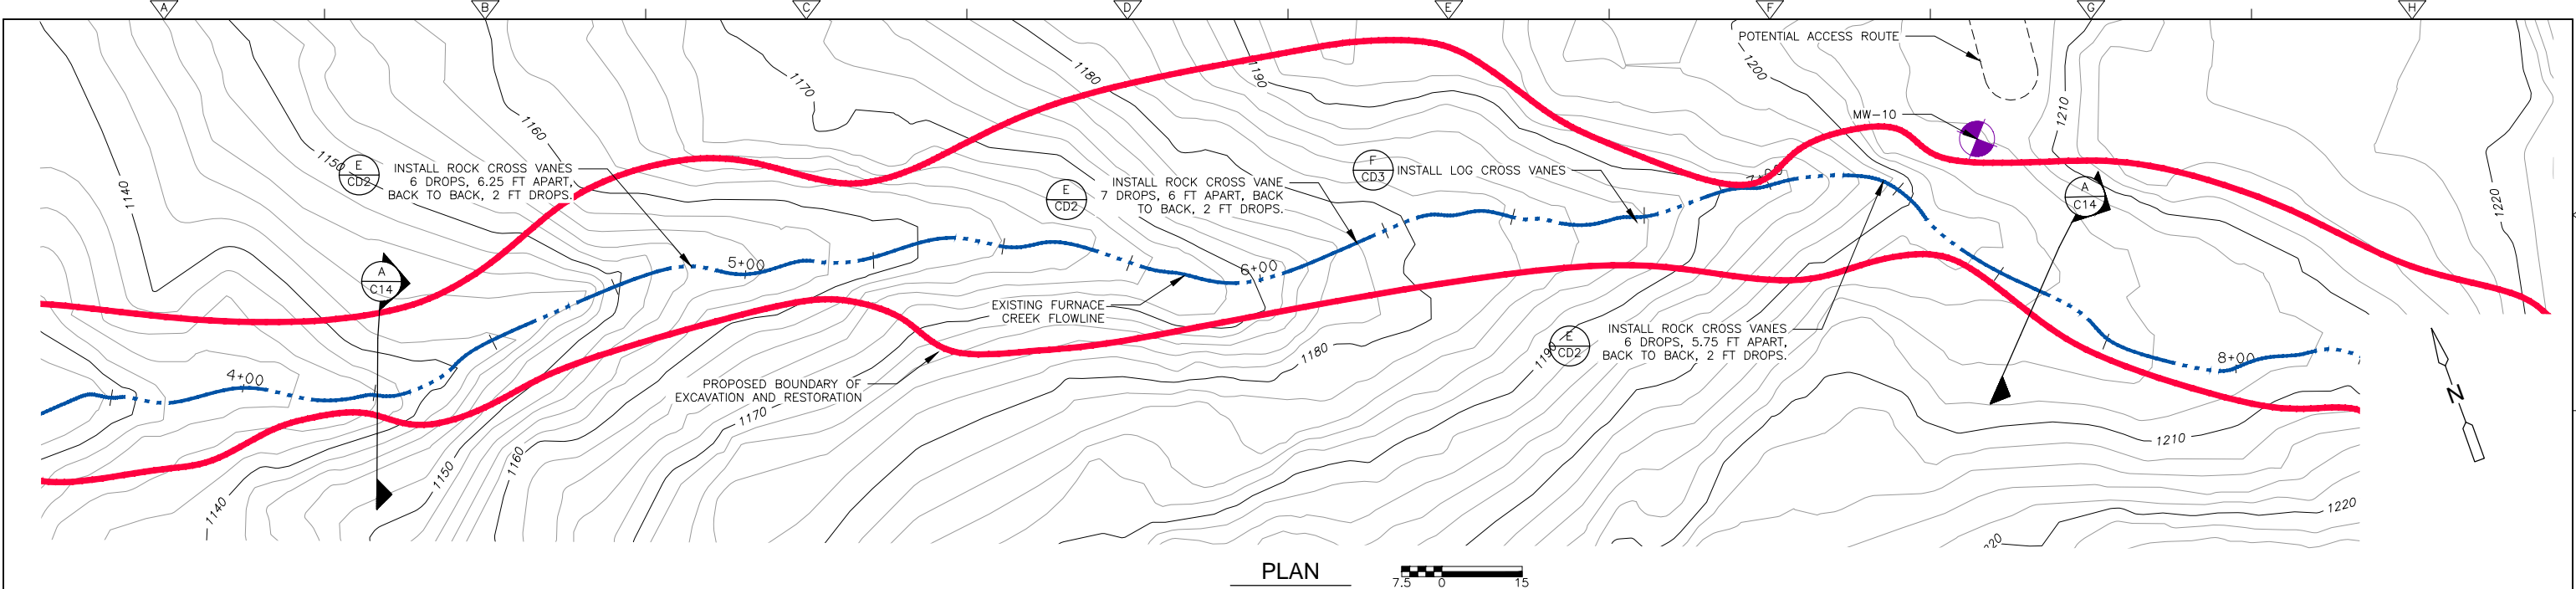 A
B
C
D
E
F
G
H
POTENTIAL ACCESS ROUTE
1170
1180
1190
1200
1210
1160
MW-10
1150
1140
E
CD2
INSTALL ROCK CROSS VANES
6 DROPS, 6.25 FT APART,
BACK TO BACK, 2 FT DROPS.
E
CD2
INSTALL ROCK CROSS VANE
7 DROPS, 6 FT APART, BACK
TO BACK, 2 FT DROPS.
F
CD3
INSTALL LOG CROSS VANES
7+00
A
C14
1220
A
C14
5+00
6+00
EXISTING FURNACE
CREEK FLOWLINE
E
CD2
INSTALL ROCK CROSS VANES
6 DROPS, 5.75 FT APART,
BACK TO BACK, 2 FT DROPS.
1190
1180
8+00
4+00
PROPOSED BOUNDARY OF
EXCAVATION AND RESTORATION
1170
N
1210
1160
1150
1140
1220
220
PLAN
7.5 0 15